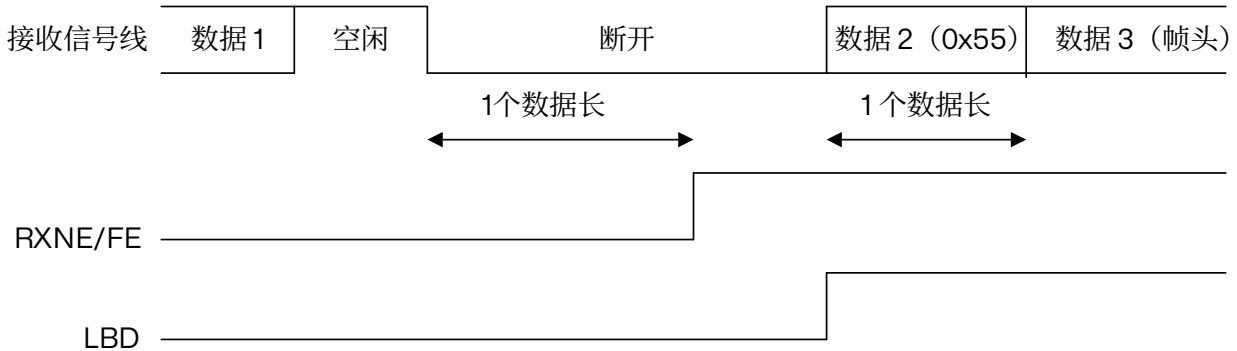 接收信号线 数据 1 空闲 断开 数据 2（0x55） 数据 3（帧头）
1个数据长 1 个数据长
RXNE/FE
LBD